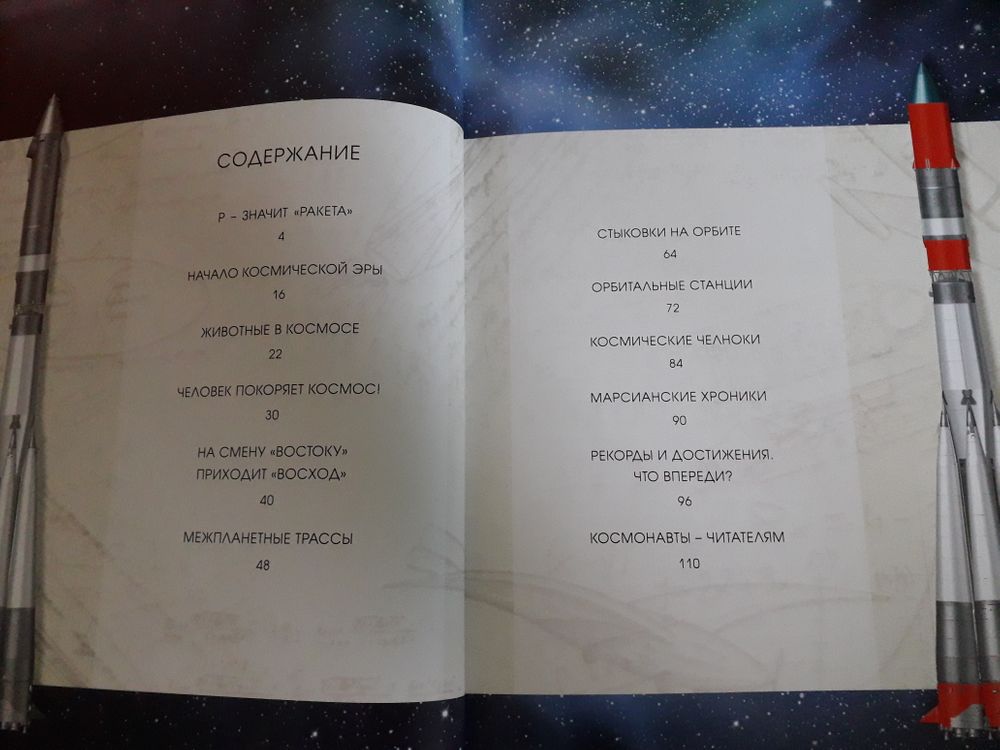 СОДЕРЖАНИЕ
Р – ЗНАЧИТ «РАКЕТА»
4
НАЧАЛО КОСМИЧЕСКОЙ ЭРЫ
16
ЖИВОТНЫЕ В КОСМОСЕ
22
ЧЕЛОВЕК ПОКОРЯЕТ КОСМОС!
30
НА СМЕНУ «ВОСТОКУ»
ПРИХОДИТ «ВОСХОД»
40
МЕЖПЛАНЕТНЫЕ ТРАССЫ
48
СТЫКОВКИ НА ОРБИТЕ
64
ОРБИТАЛЬНЫЕ СТАНЦИИ
72
КОСМИЧЕСКИЕ ЧЕЛНОКИ
84
МАРСИАНСКИЕ ХРОНИКИ
90
РЕКОРДЫ И ДОСТИЖЕНИЯ.
ЧТО ВПЕРЕДИ?
96
КОСМОНАВТЫ – ЧИТАТЕЛЯМ
110